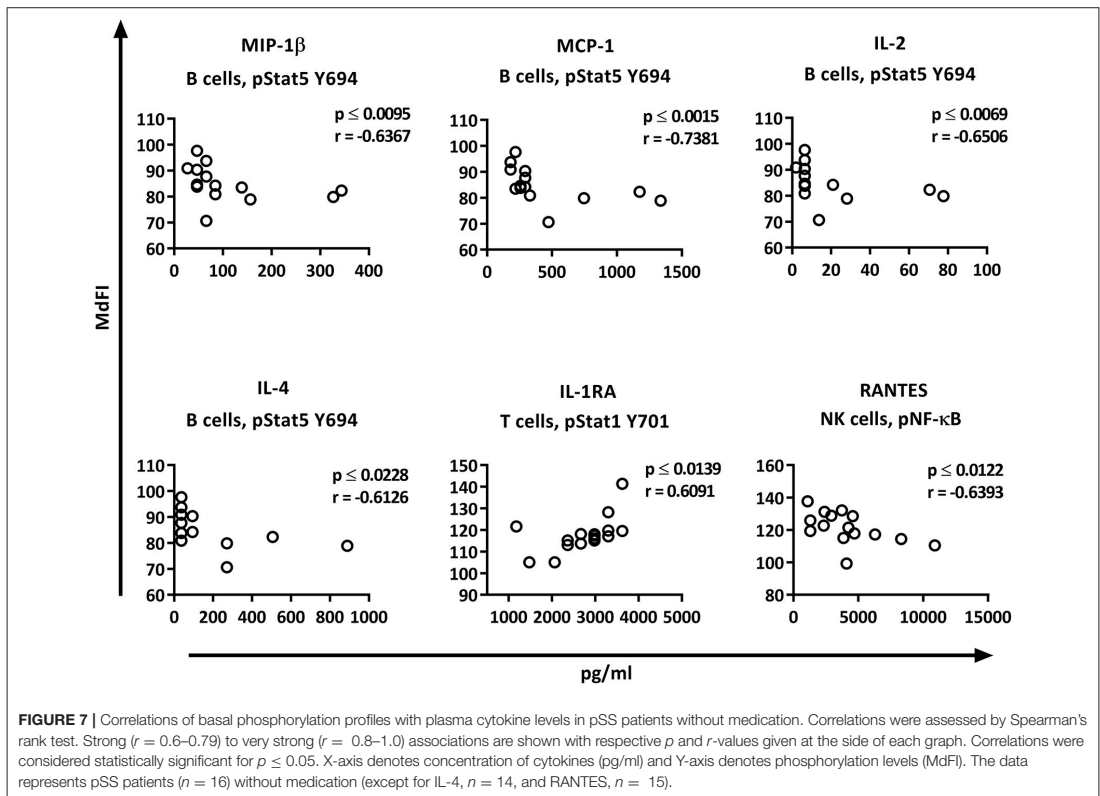 MIP-1β
B cells, pStat5 Y694
p ≤ 0.0095
r = -0.6367
110
100
90
80
70
60
0 100 200 300 400
MCP-1
B cells, pStat5 Y694
p ≤ 0.0015
r = -0.7381
110
100
90
80
70
60
0 500 1000 1500
IL-2
B cells, pStat5 Y694
p ≤ 0.0069
r = -0.6506
110
100
90
80
70
60
0 20 40 60 80 100
MdFI
IL-4
B cells, pStat5 Y694
p ≤ 0.0228
r = -0.6126
110
100
90
80
70
60
0 200 400 600 800 1000
IL-1RA
T cells, pStat1 Y701
p ≤ 0.0139
r = 0.6091
150
140
130
120
110
100
90
1000 2000 3000 4000 5000
RANTES
NK cells, pNF-κB
p ≤ 0.0122
r = -0.6393
160
140
120
100
80
0 5000 10000 15000
pg/ml
FIGURE 7 | Correlations of basal phosphorylation profiles with plasma cytokine levels in pSS patients without medication. Correlations were assessed by Spearman's
rank test. Strong (r = 0.6–0.79) to very strong (r = 0.8–1.0) associations are shown with respective p and r-values given at the side of each graph. Correlations were
considered statistically significant for p ≤ 0.05. X-axis denotes concentration of cytokines (pg/ml) and Y-axis denotes phosphorylation levels (MdFI). The data
represents pSS patients (n = 16) without medication (except for IL-4, n = 14, and RANTES, n = 15).